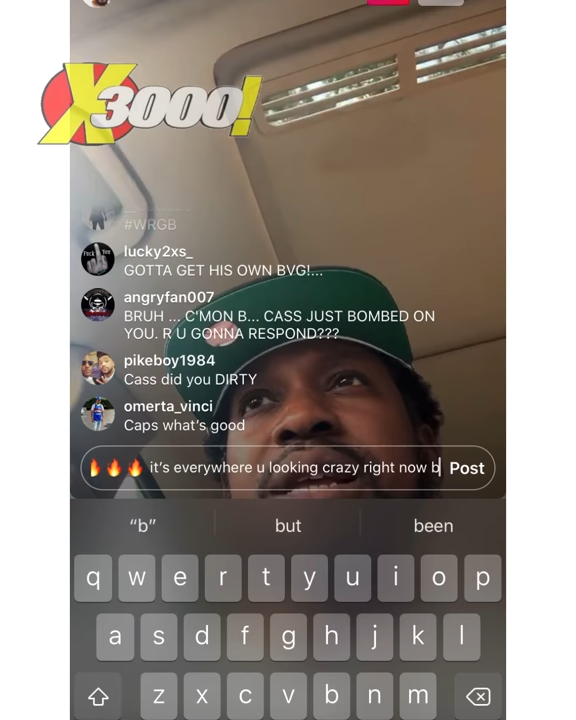 X3000!
#WRGB
lucky2xs_
GOTTA GET HIS OWN BVG!...
angryfan007
BRUH ... C'MON B... CASS JUST BOMBED ON
YOU. R U GONNA RESPOND???
pikeboy1984
Cass did you DIRTY
omerta_vinci
Caps what's good
🔥🔥🔥 it's everywhere u looking crazy right now b Post
“b” but been
q w e r t y u i o p
a s d f g h j k l
z x c v b n m